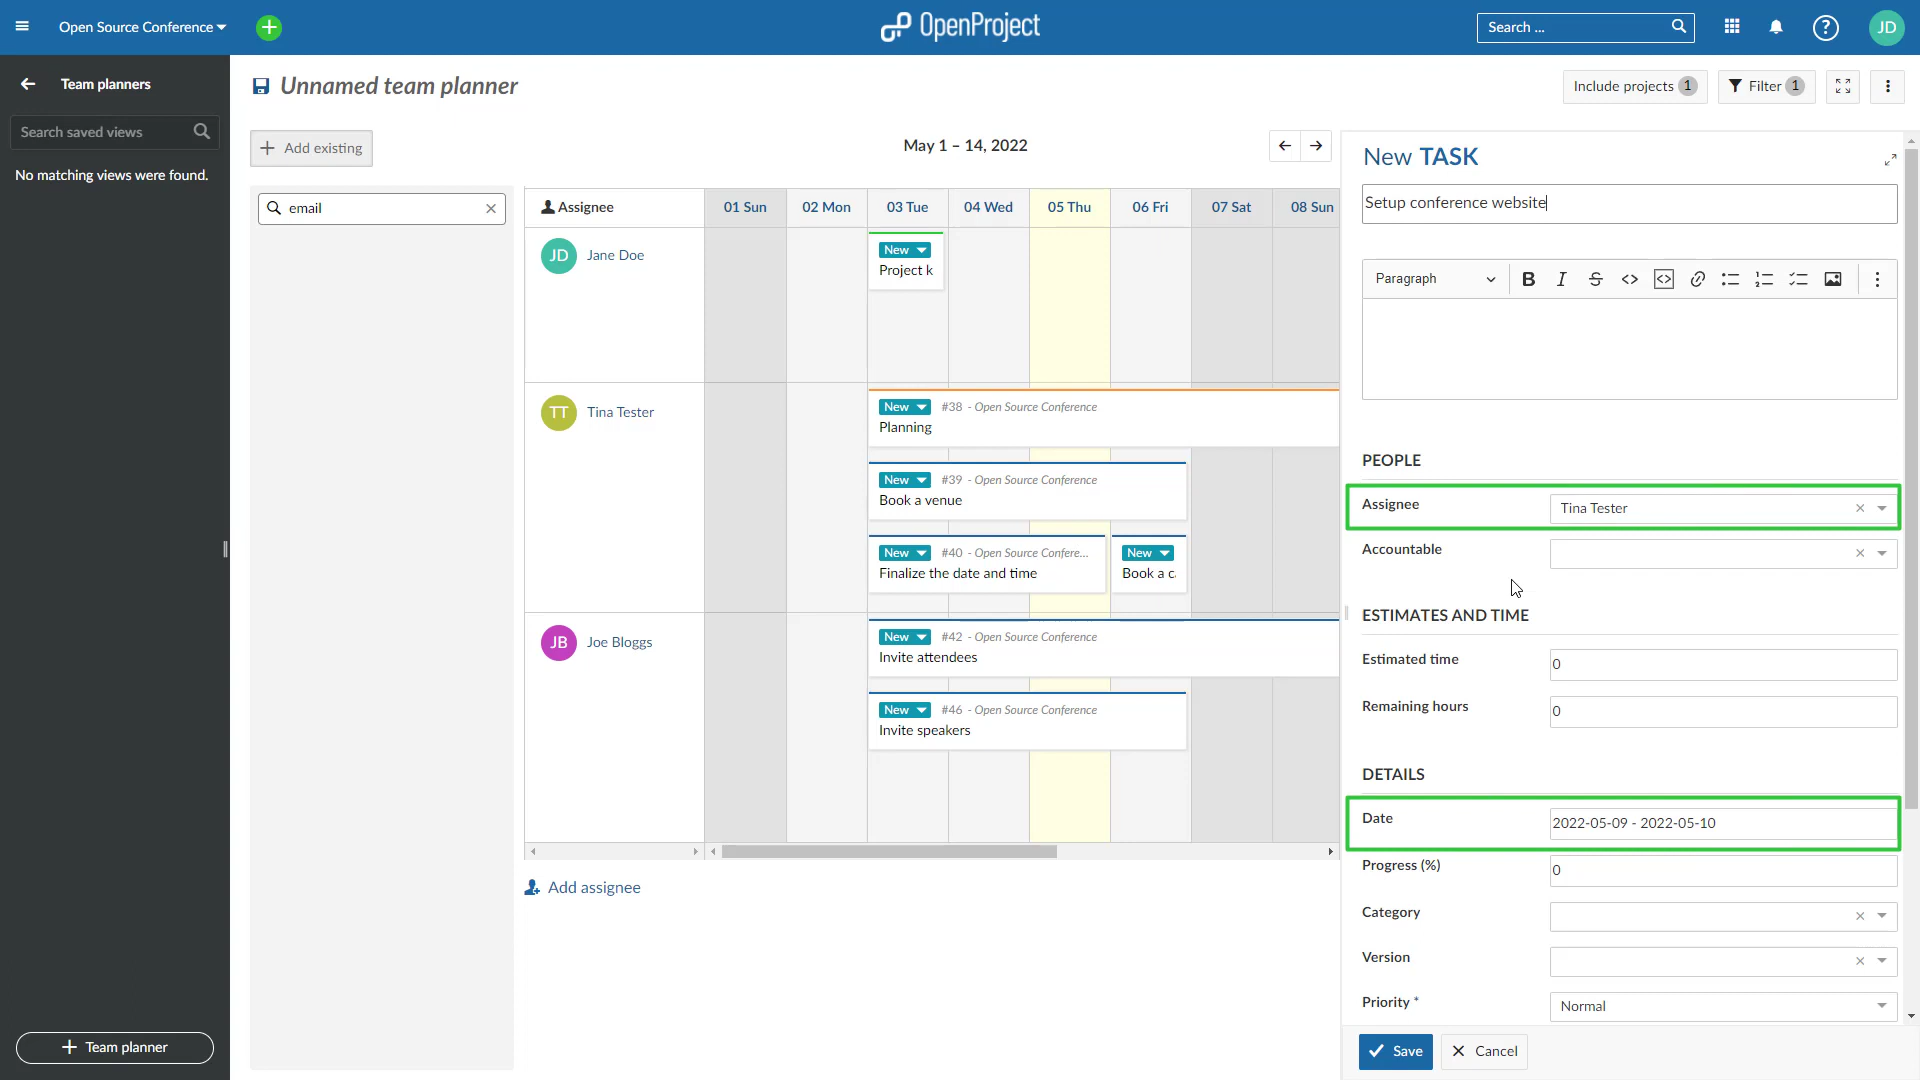 Open Source Conference
OpenProject
Search ...
JD
Team planners
Search saved views
No matching views were found.
Team planner
Unnamed team planner
Include projects 1
Filter 1
Add existing
May 1 – 14, 2022
email
Assignee
01 Sun
02 Mon
03 Tue
04 Wed
05 Thu
06 Fri
07 Sat
08 Sun
JD
Jane Doe
New
Project k
TT
Tina Tester
New #38 - Open Source Conference
Planning
New #39 - Open Source Conference
Book a venue
New #40 - Open Source Confere...
Finalize the date and time
New
Book a c
JB
Joe Bloggs
New #42 - Open Source Conference
Invite attendees
New #46 - Open Source Conference
Invite speakers
Add assignee
New TASK
Setup conference website
Paragraph
PEOPLE
Assignee
Tina Tester
Accountable
ESTIMATES AND TIME
Estimated time
0
Remaining hours
0
DETAILS
Date
2022-05-09 - 2022-05-10
Progress (%)
0
Category
Version
Priority *
Normal
Save
Cancel